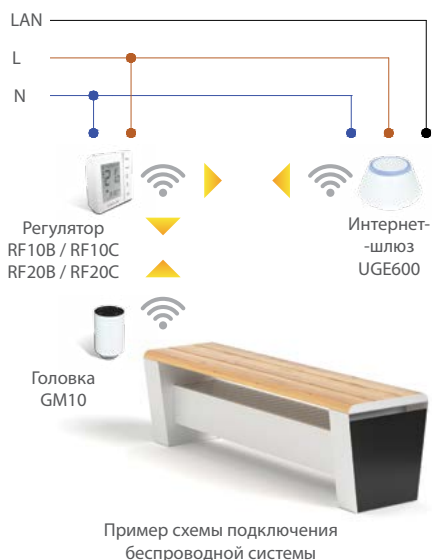 LAN
L
N
Регулятор
RF10B / RF10C
RF20B / RF20C
Интернет-
-шлюз
UGE600
Головка
GM10
Пример схемы подключения
беспроводной системы